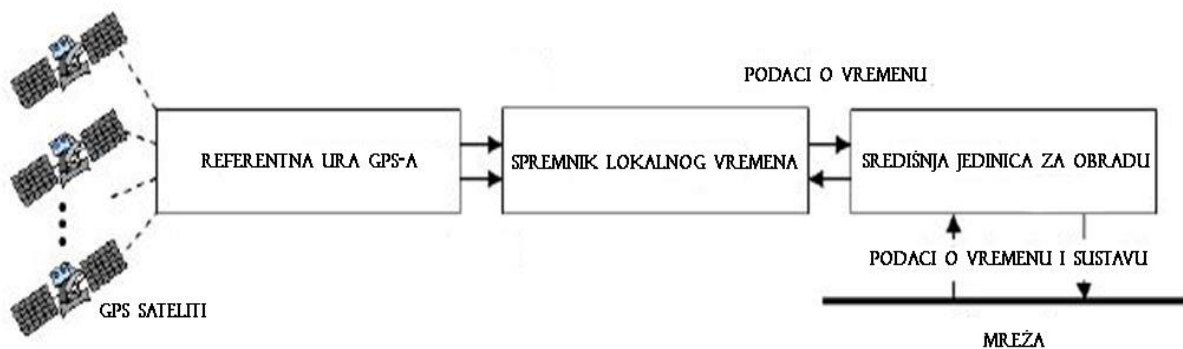 PODACI O VREMENU
REFERENTNA URA GPS-A
SPREMNIK LOKALNOG VREMENA
SREDIŠNJA JEDINICA ZA OBRADU
PODACI O VREMENU I SUSTAVU
GPS SATELITI
MREŽA